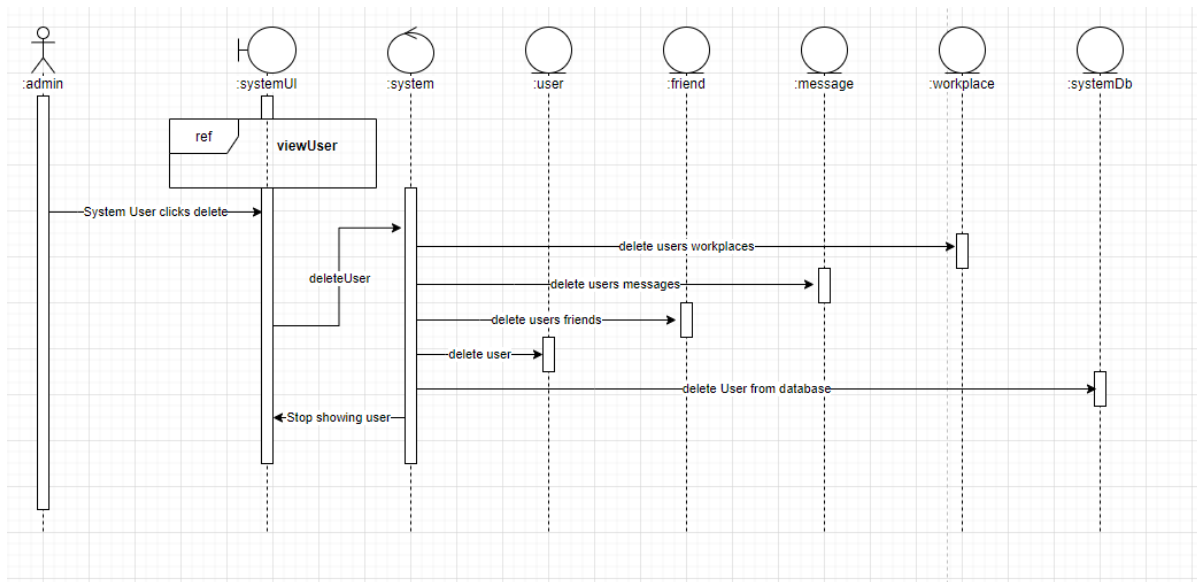 :admin
:systemUI
:system
:user
:friend
:message
:workplace
:systemDb
ref
viewUser
System User clicks delete
delete users workplaces
deleteUser
delete users messages
delete users friends
delete user
delete User from database
Stop showing user